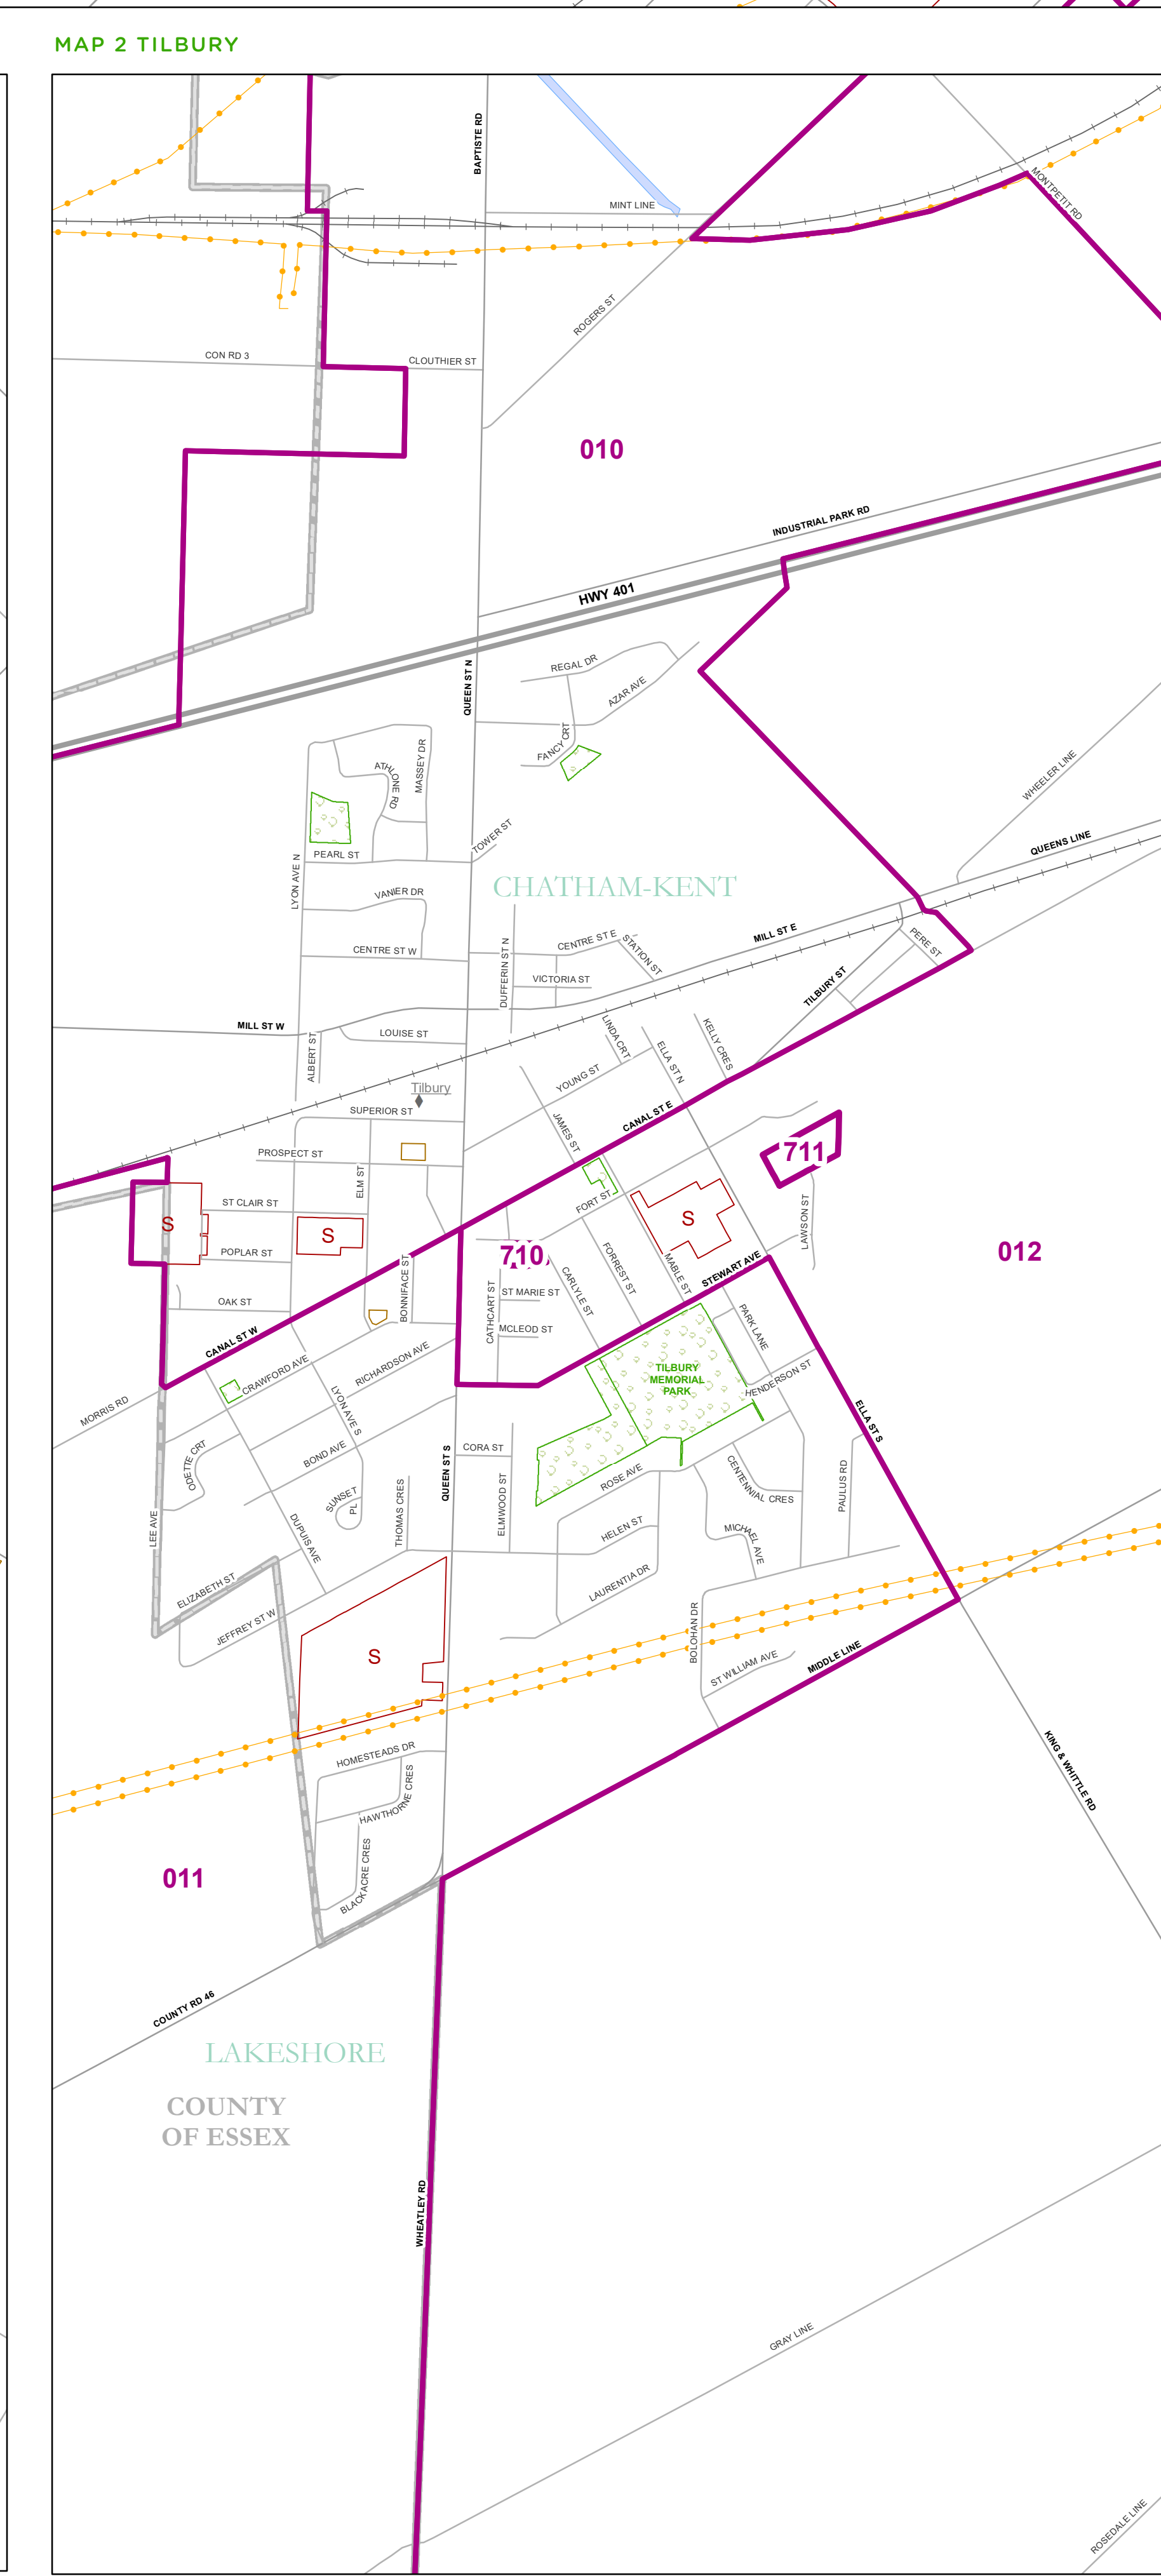 MAP 2 TILBURY
BAPTISTE RD
MINT LINE
MONTPETIT RD
ROGERS ST
CON RD 3
CLOUTHIER ST
010
INDUSTRIAL PARK RD
HWY 401
QUEEN ST N
REGAL DR
AZAR AVE
FANCY CRT
MASSEY DR
ATHLONE RD
WHEELER LINE
TOWER ST
QUEENS LINE
PEARL ST
LYON AVE N
CHATHAM-KENT
VANIER DR
MILL ST E
CENTRE ST E
STATION ST
PERE ST
CENTRE ST W
DUFFERIN ST N
VICTORIA ST
TILBURY ST
MILL ST W
LOUISE ST
LINDA CRT
KELLY CRES
ALBERT ST
ELLA ST N
YOUNG ST
Tilbury
SUPERIOR ST
CANAL ST E
JAMES ST
711
PROSPECT ST
ELM ST
ST CLAIR ST
FORT ST
LAWSON ST
S
S
S
710
012
POPLAR ST
BONNIFACE ST
FORREST ST
MABLE ST
STEWART AVE
CARLYLE ST
ST MARIE ST
OAK ST
CATHCART ST
MCLEOD ST
PARK LANE
CANAL ST W
RICHARDSON AVE
CRAWFORD AVE
TILBURY
MEMORIAL
PARK
HENDERSON ST
MORRIS RD
LYON AVE S
ELLA ST S
BOND AVE
CORA ST
ODETTE CRT
QUEEN ST S
ROSE AVE
CENTENNIAL CRES
PAULUS RD
SUNSET
PL
THOMAS CRES
ELMWOOD ST
LEE AVE
DUPUIS AVE
HELEN ST
MICHAEL AVE
ELIZABETH ST
LAURENTIA DR
JEFFREY ST W
BOLOHAN DR
S
MIDDLE LINE
ST WILLIAM AVE
HOMESTEADS DR
KING & WHITTLE RD
HAWTHORNE CRES
BLACKACRE CRES
011
COUNTY RD 46
LAKESHORE
COUNTY
OF ESSEX
WHEATLEY RD
GRAY LINE
ROSEDALE LINE